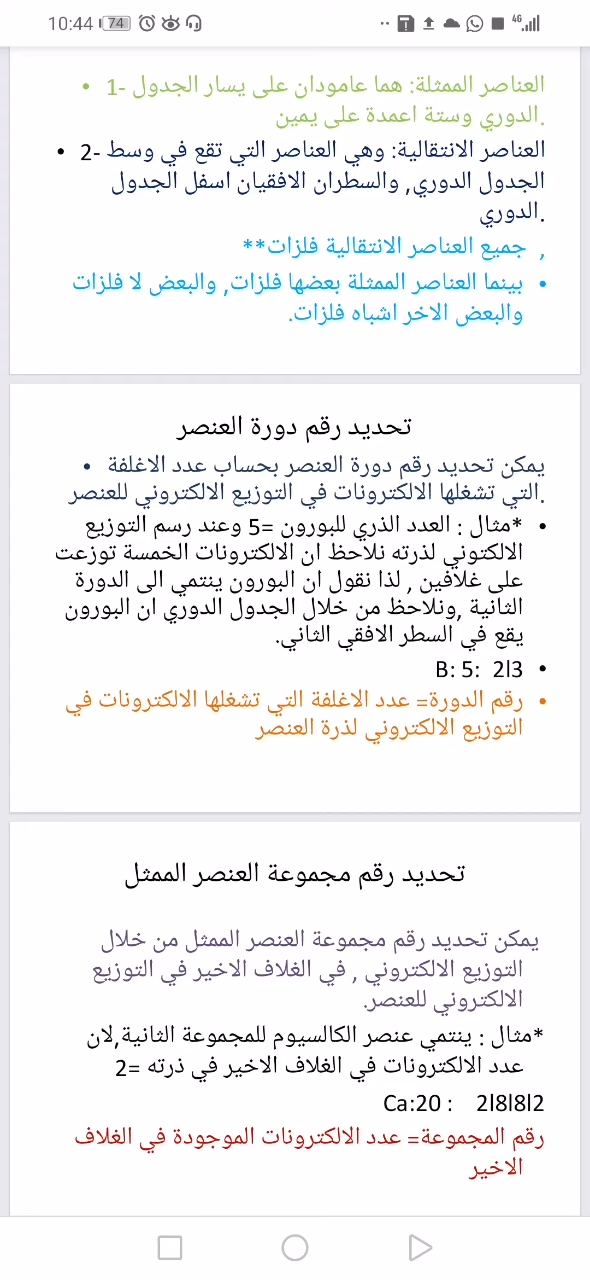 10:44 74 4G
• العناصر الممثلة: هما عامودان على يسار الجدول -1
.الدوري وستة اعمدة على يمين
• العناصر الانتقالية: وهي العناصر التي تقع في وسط -2
الجدول الدوري, والسطران الافقيان اسفل الجدول
.الدوري
, جميع العناصر الانتقالية فلزات**
• بينما العناصر الممثلة بعضها فلزات, والبعض لا فلزات
والبعض الاخر اشباه فلزات.
تحديد رقم دورة العنصر
• يمكن تحديد رقم دورة العنصر بحساب عدد الاغلفة
.التي تشغلها الالكترونات في التوزيع الالكتروني للعنصر
• *مثال : العدد الذري للبورون =5 وعند رسم التوزيع
الالكتوني لذرته نلاحظ ان الالكترونات الخمسة توزعت
على غلافين , لذا نقول ان البورون ينتمي الى الدورة
الثانية ,ونلاحظ من خلال الجدول الدوري ان البورون
يقع في السطر الافقي الثاني.
• B: 5: 2l3
• رقم الدورة= عدد الاغلفة التي تشغلها الالكترونات في
التوزيع الالكتروني لذرة العنصر
تحديد رقم مجموعة العنصر الممثل
يمكن تحديد رقم مجموعة العنصر الممثل من خلال
التوزيع الالكتروني , في الغلاف الاخير في التوزيع
الالكتروني للعنصر.
*مثال : ينتمي عنصر الكالسيوم للمجموعة الثانية,لان
عدد الالكترونات في الغلاف الاخير في ذرته =2
Ca:20 : 2l8l8l2
رقم المجموعة= عدد الالكترونات الموجودة في الغلاف
الاخير